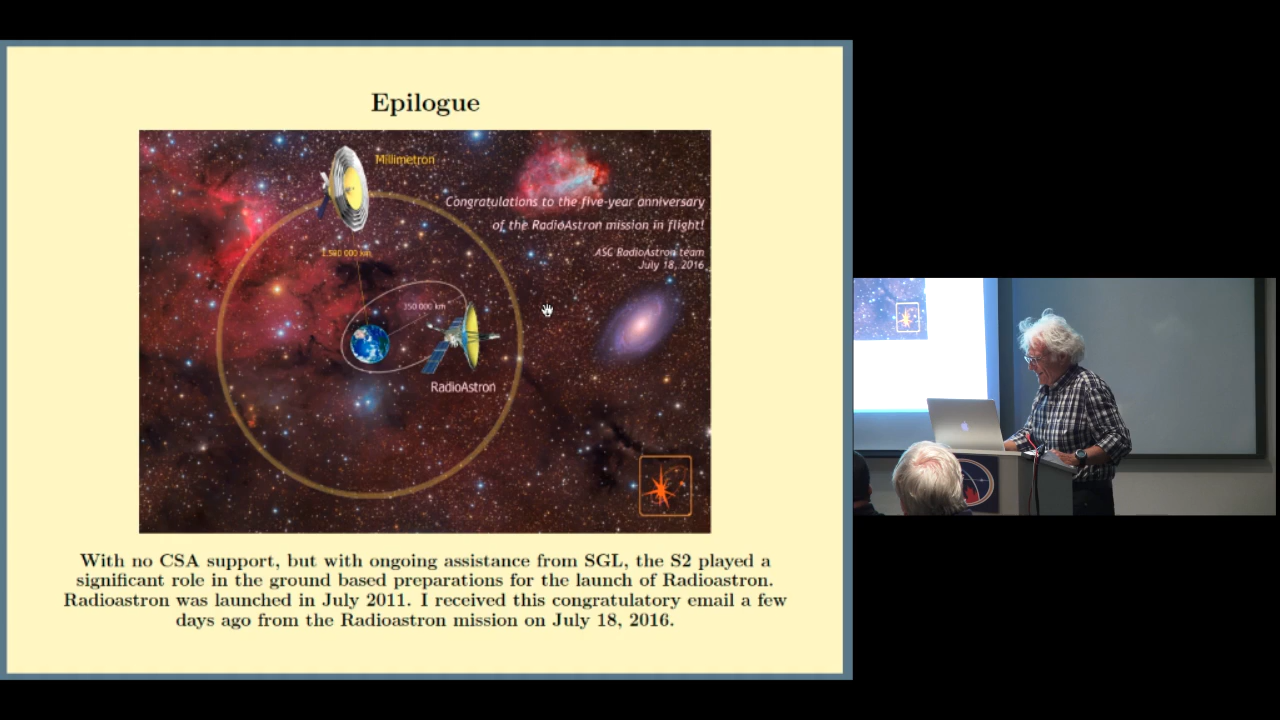 Epilogue
Millimetron
Congratulations to the five-year anniversary
of the RadioAstron mission in flight!
ASC RadioAstron team
July 18, 2016
1 500 000 km
350 000 km
RadioAstron
With no CSA support, but with ongoing assistance from SGL, the S2 played a
significant role in the ground based preparations for the launch of Radioastron.
Radioastron was launched in July 2011. I received this congratulatory email a few
days ago from the Radioastron mission on July 18, 2016.